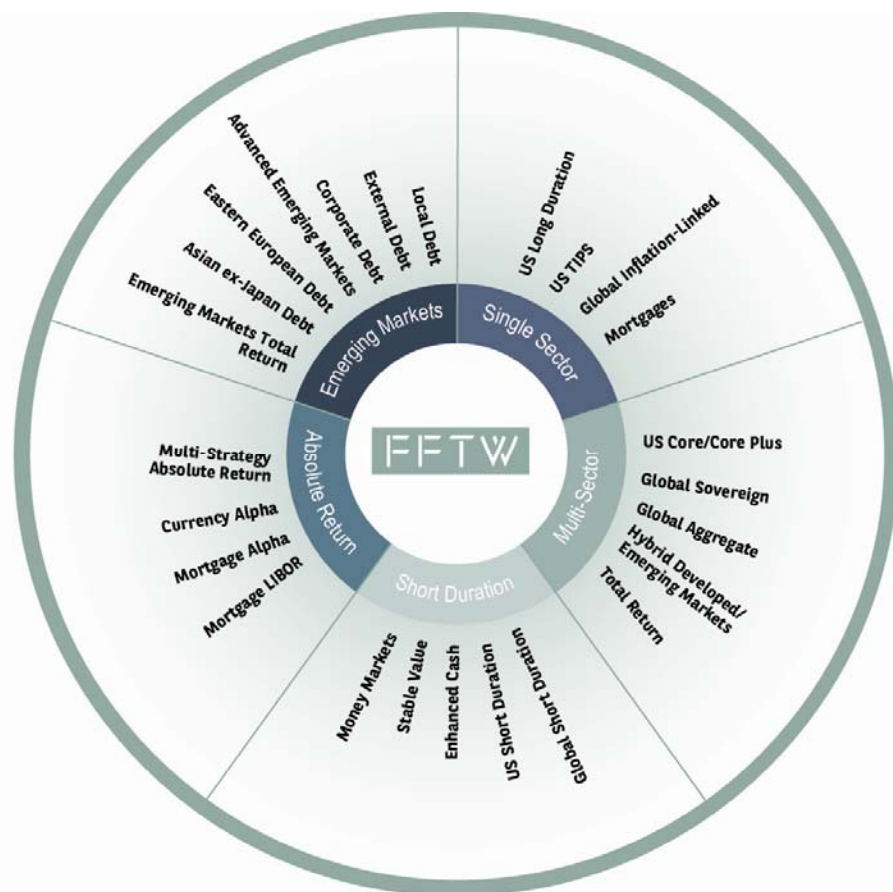 Emerging Markets
Emerging Markets Total
Return
Asian ex-Japan Debt
Eastern European Debt
Advanced Emerging
Markets
Corporate Debt
External Debt
Local Debt
Single Sector
US Long Duration
US TIPS
Global Inflation-Linked
Mortgages
Multi-Sector
US Core/Core Plus
Global Sovereign
Global Aggregate
Hybrid Developed/
Emerging Markets
Total Return
Short Duration
Money Markets
Stable Value
Enhanced Cash
US Short Duration
Global Short Duration
Absolute Return
Multi-Strategy
Absolute Return
Currency Alpha
Mortgage Alpha
Mortgage LIBOR
FFTW